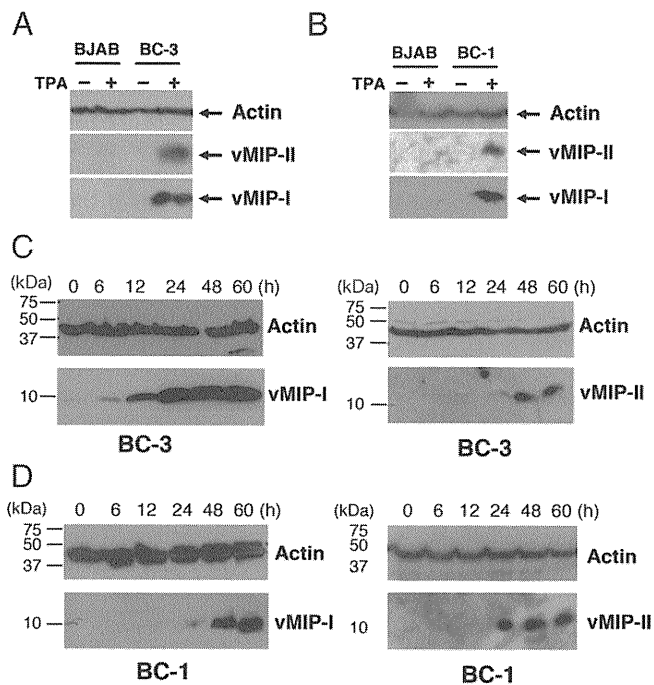 A
BJAB BC-3
TPA − + − +
Actin
vMIP-II
vMIP-I
B
BJAB BC-1
TPA − + − +
Actin
vMIP-II
vMIP-I
C
(kDa) 0 6 12 24 48 60 (h)
75
50
37
Actin
10
vMIP-I
BC-3
(kDa) 0 6 12 24 48 60 (h)
75
50
37
Actin
10
vMIP-II
BC-3
D
(kDa) 0 6 12 24 48 60 (h)
75
50
37
Actin
10
vMIP-I
BC-1
(kDa) 0 6 12 24 48 60 (h)
75
50
37
Actin
10
vMIP-II
BC-1